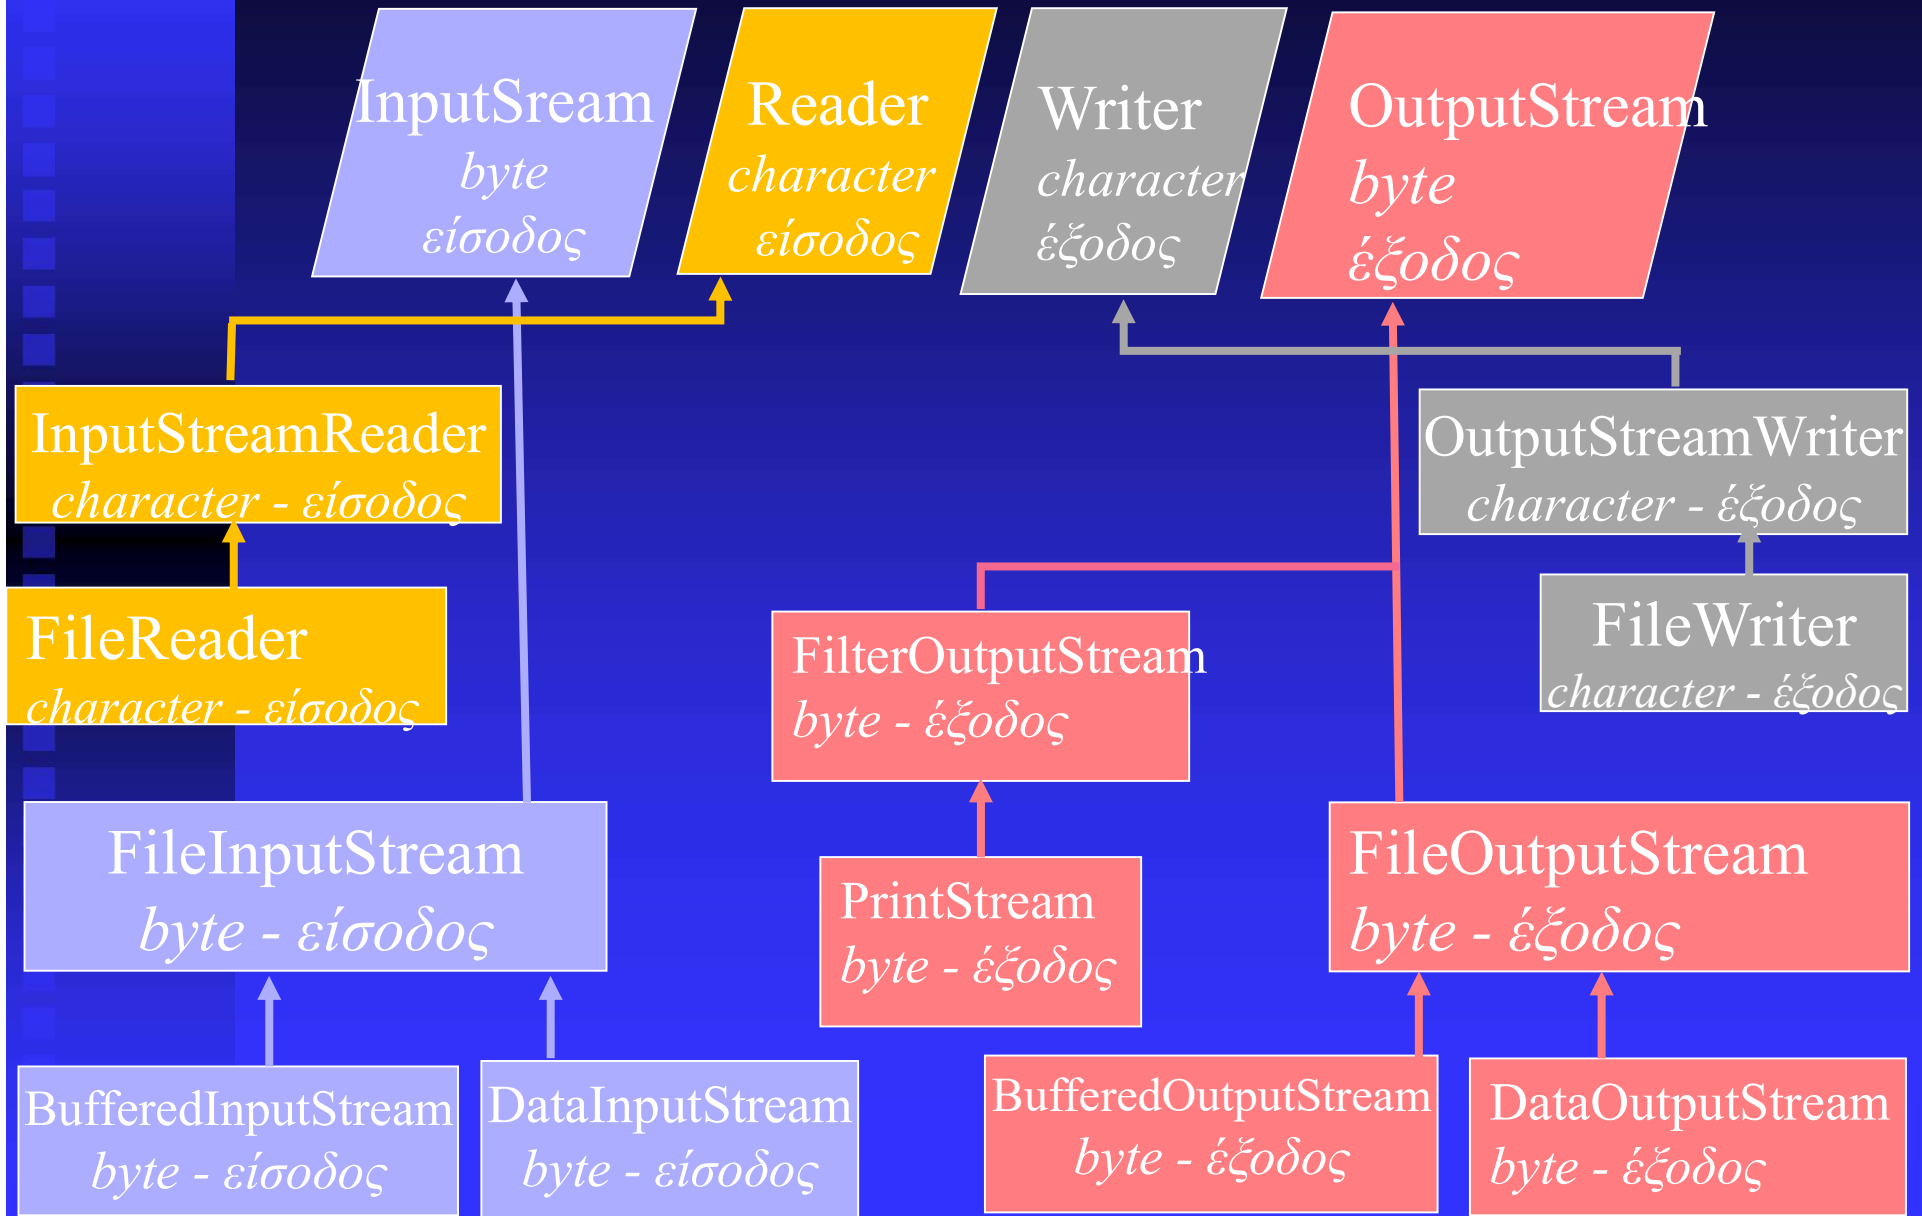 InputSream
byte
είσοδος
Reader
character
είσοδος
Writer
character
έξοδος
OutputStream
byte
έξοδος
InputStreamReader
character - είσοδος
OutputStreamWriter
character - έξοδος
FileReader
character - είσοδος
FilterOutputStream
byte - έξοδος
FileWriter
character - έξοδος
FileInputStream
byte - είσοδος
PrintStream
byte - έξοδος
FileOutputStream
byte - έξοδος
BufferedInputStream
byte - είσοδος
DataInputStream
byte - είσοδος
BufferedOutputStream
byte - έξοδος
DataOutputStream
byte - έξοδος